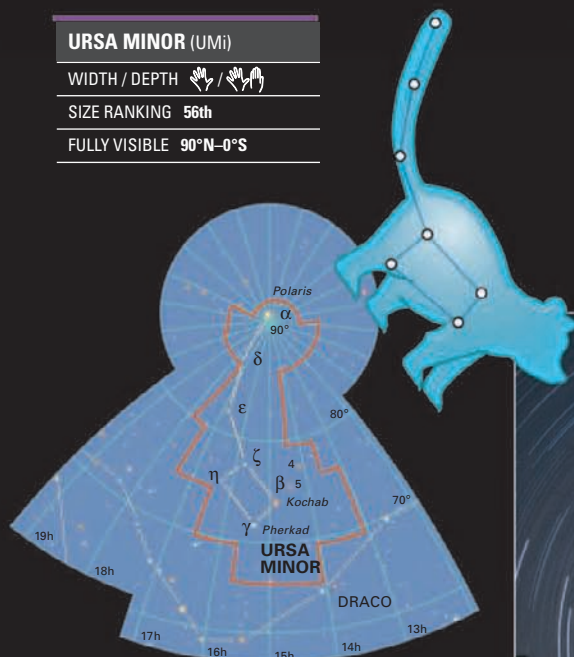 URSA MINOR (UMi)
WIDTH / DEPTH /
SIZE RANKING 56th
FULLY VISIBLE 90°N–0°S
Polaris
α
90°
δ
ε
80°
ζ
η
4
β 5
Kochab
70°
γ Pherkad
URSA
MINOR
19h
18h
DRACO
17h
16h
15h
14h
13h